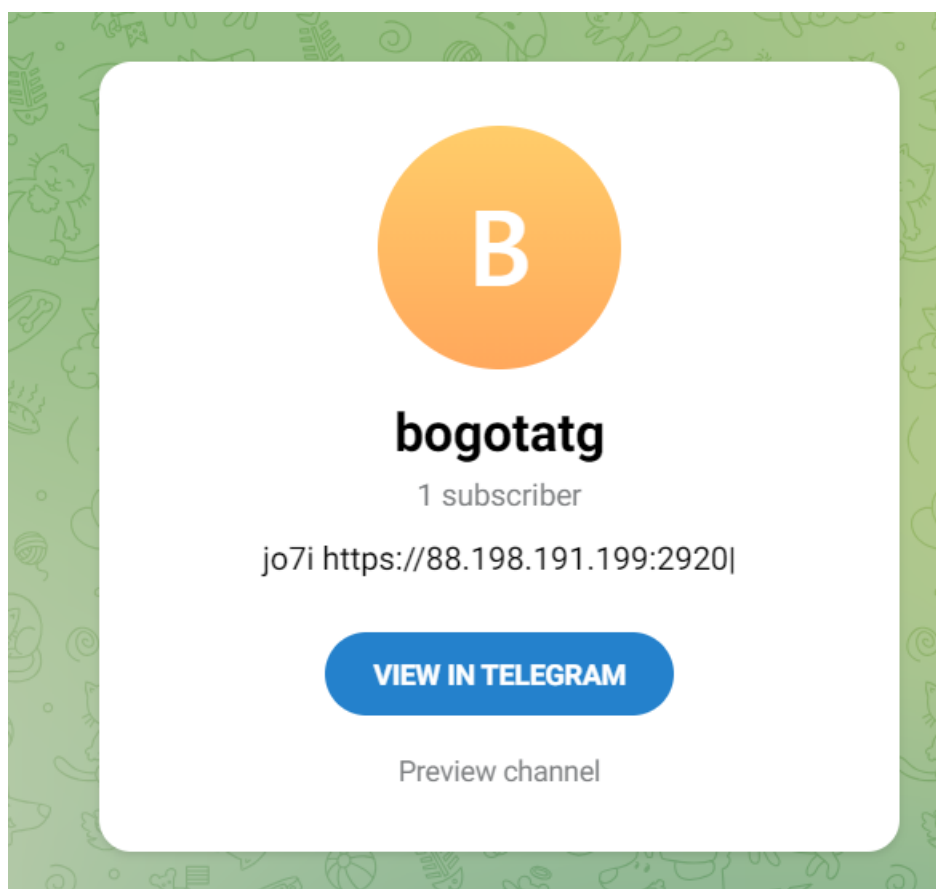 B
bogotatg
1 subscriber
jo7i https://88.198.191.199:2920|
VIEW IN TELEGRAM
Preview channel